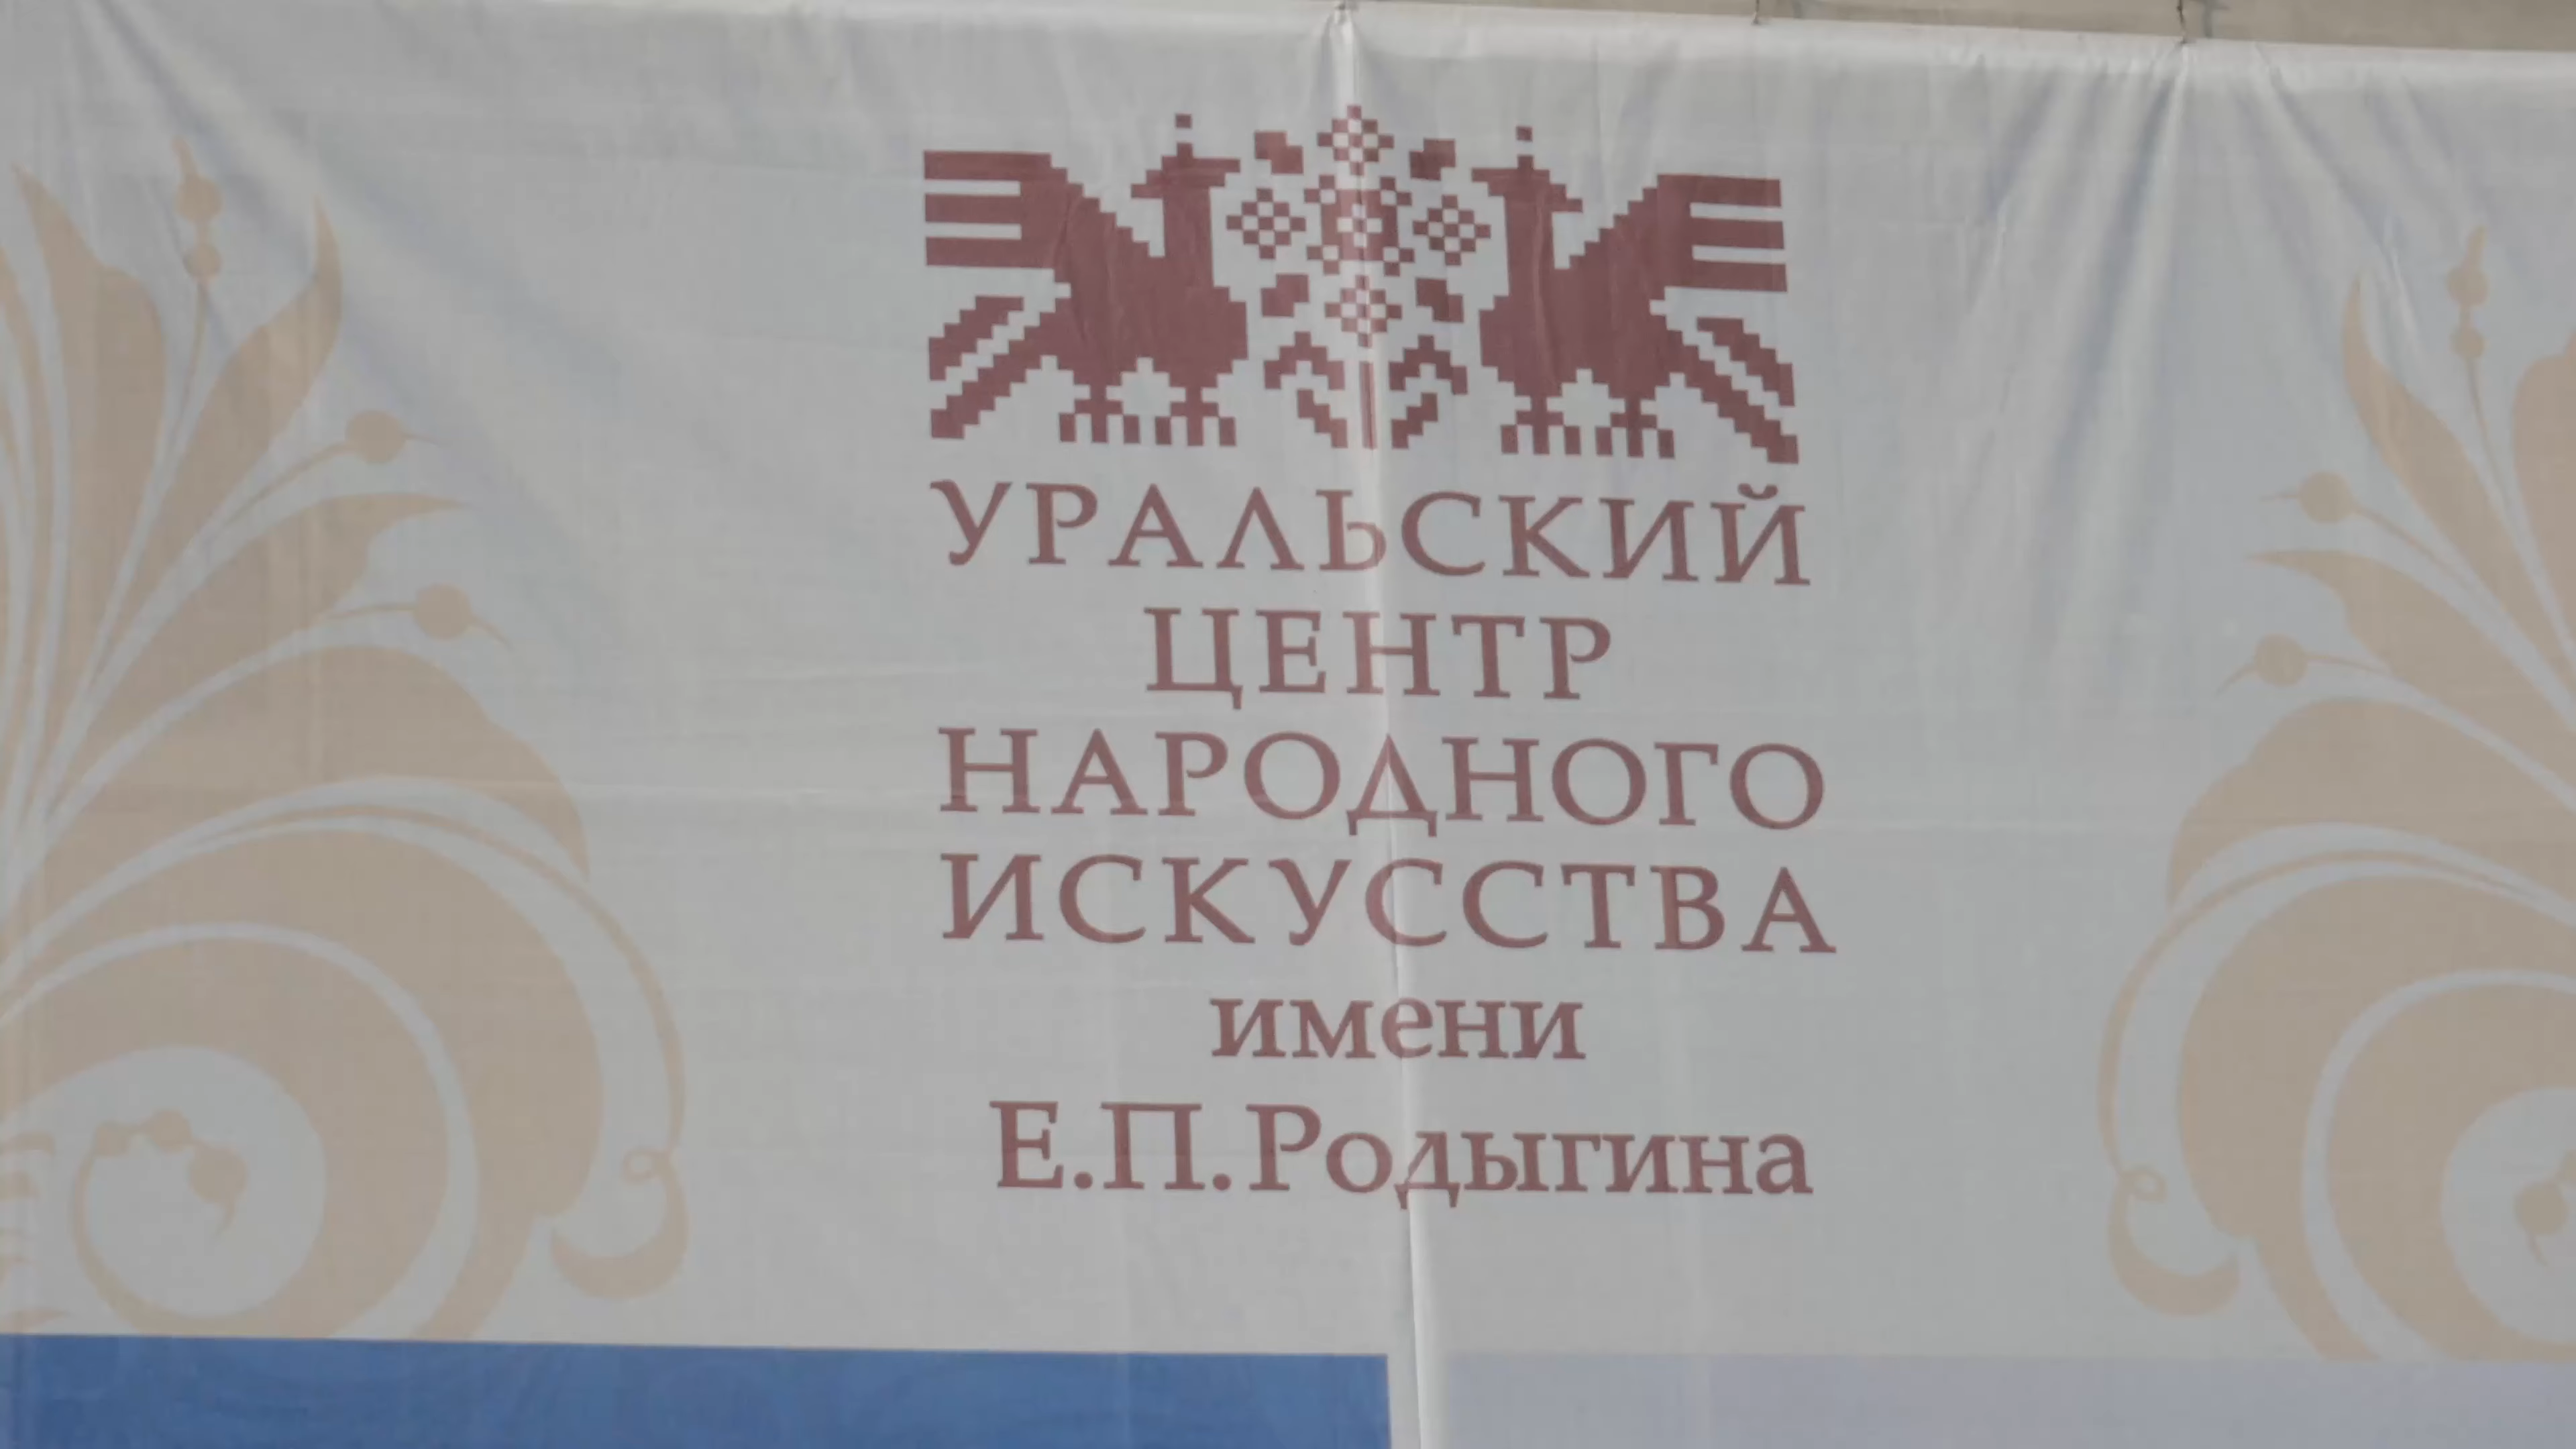 УРАЛЬСКИЙ
ЦЕНТР
НАРОДНОГО
ИСКУССТВА
имени
Е.П.Родыгина